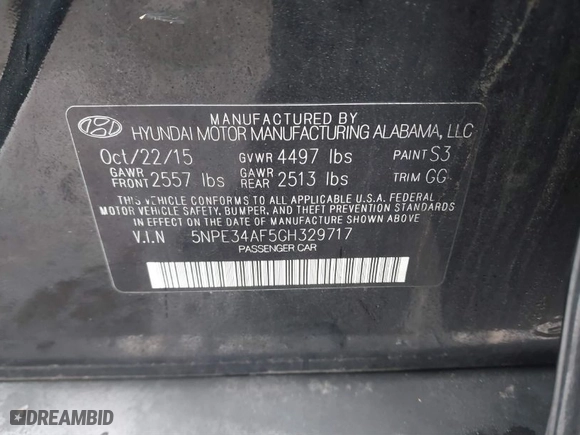 MANUFACTURED BY
HYUNDAI MOTOR MANUFACTURING ALABAMA, LLC
Oct/22/15 GVWR 4497 lbs PAINT S3
GAWR FRONT 2557 lbs GAWR REAR 2513 lbs TRIM GG
THIS VEHICLE CONFORMS TO ALL APPLICABLE U.S.A. FEDERAL
MOTOR VEHICLE SAFETY, BUMPER, AND THEFT PREVENTION STANDARDS
IN EFFECT ON THE DATE OF MANUFACTURE SHOWN ABOVE.
V.I.N 5NPE34AF5GH329717
PASSENGER CAR
DREAMBID